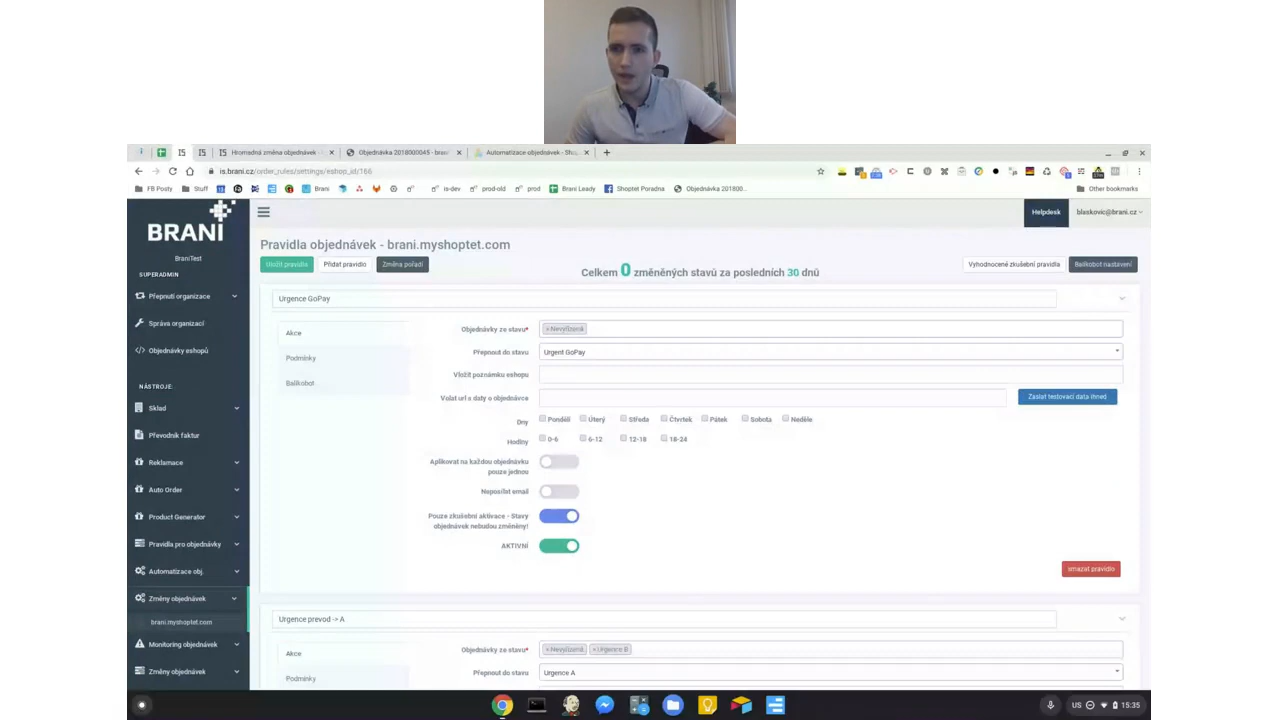 Hromadná změna objednávek -
Objednávka 2018000045 - brani
Automatizace objednávek - Sho
is.brani.cz/order_rules/settings/eshop_id/166
FB Posty
Stuff
Brani
is-dev
prod-old
prod
Brani Leady
Shoptet Poradna
Objednávka 201800...
Other bookmarks
BRANI
BraniTest
SUPERADMIN
Přepnutí organizace
Správa organizací
Objednávky eshopů
NÁSTROJE:
Sklad
Převodník faktur
Reklamace
Auto Order
Product Generator
Pravidla pro objednávky
Automatizace obj.
Změny objednávek
brani.myshoptet.com
Monitoring objednávek
Změny objednávek
Helpdesk
blaskovic@brani.cz
Pravidla objednávek - brani.myshoptet.com
Uložit pravidla
Přidat pravidlo
Změna pořadí
Celkem 0 změněných stavů za posledních 30 dnů
Vyhodnocené zkušební pravidla
Balíkobot nastavení
Urgence GoPay
Akce
Podmínky
Balíkobot
Objednávky ze stavu*
× Nevyřízená
Přepnout do stavu
Urgent GoPay
Vložit poznámku eshopu
Volat url s daty o objednávce
Zaslat testovací data ihned
Dny
Pondělí
Úterý
Středa
Čtvrtek
Pátek
Sobota
Neděle
Hodiny
0-6
6-12
12-18
18-24
Aplikovat na každou objednávku
pouze jednou
Neposílat email
Pouze zkušební aktivace - Stavy
objednávek nebudou změněny!
AKTIVNÍ
smazat pravidlo
Urgence prevod -> A
Akce
Podmínky
Objednávky ze stavu*
× Nevyřízená
× Urgence B
Přepnout do stavu
Urgence A
US
15:35